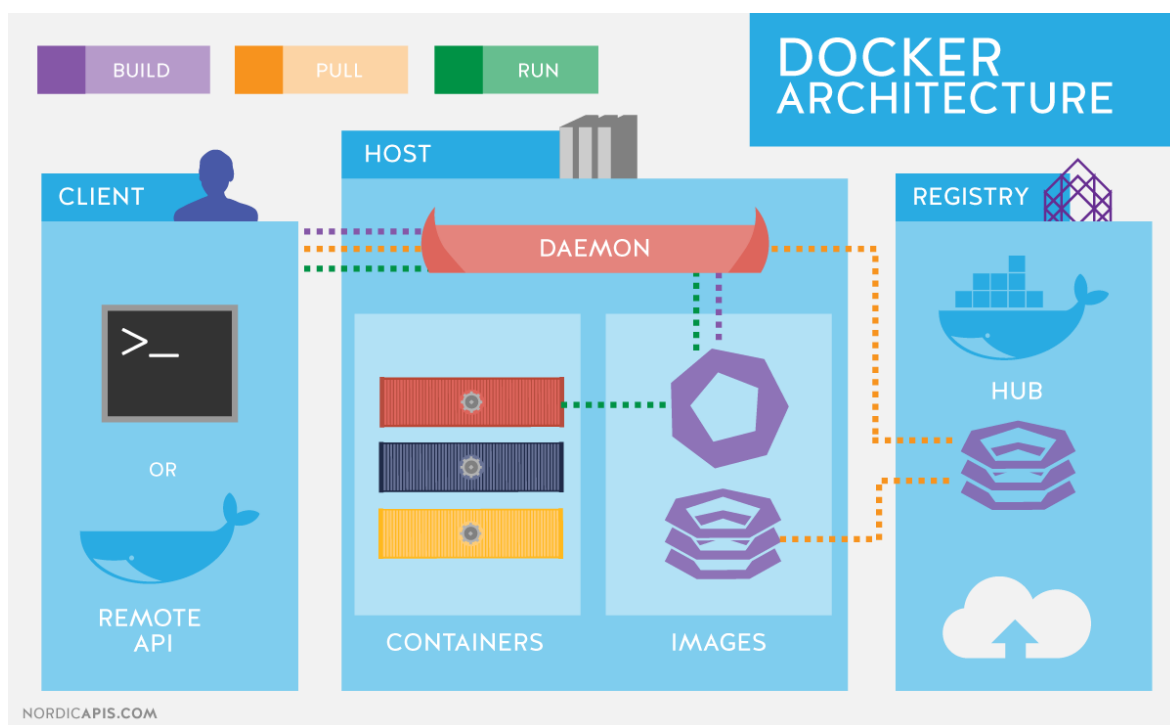 BUILD
PULL
RUN
DOCKER
ARCHITECTURE
CLIENT
HOST
REGISTRY
DAEMON
>_
OR
REMOTE
API
CONTAINERS
IMAGES
HUB
NORDICAPIS.COM